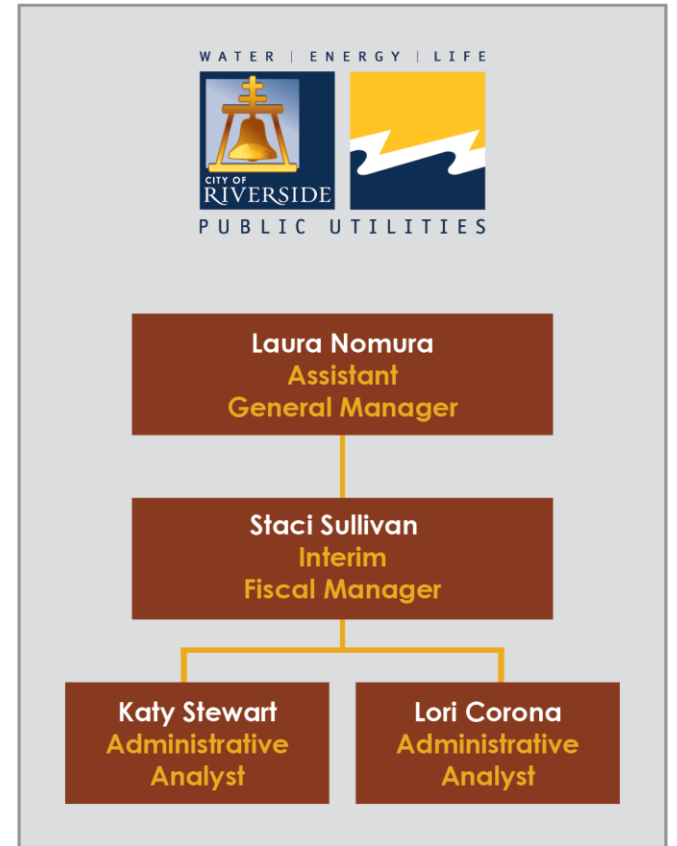 WATER | ENERGY | LIFE
CITY OF
RIVERSIDE
PUBLIC UTILITIES
Laura Nomura
Assistant
General Manager
Staci Sullivan
Interim
Fiscal Manager
Katy Stewart
Administrative
Analyst
Lori Corona
Administrative
Analyst